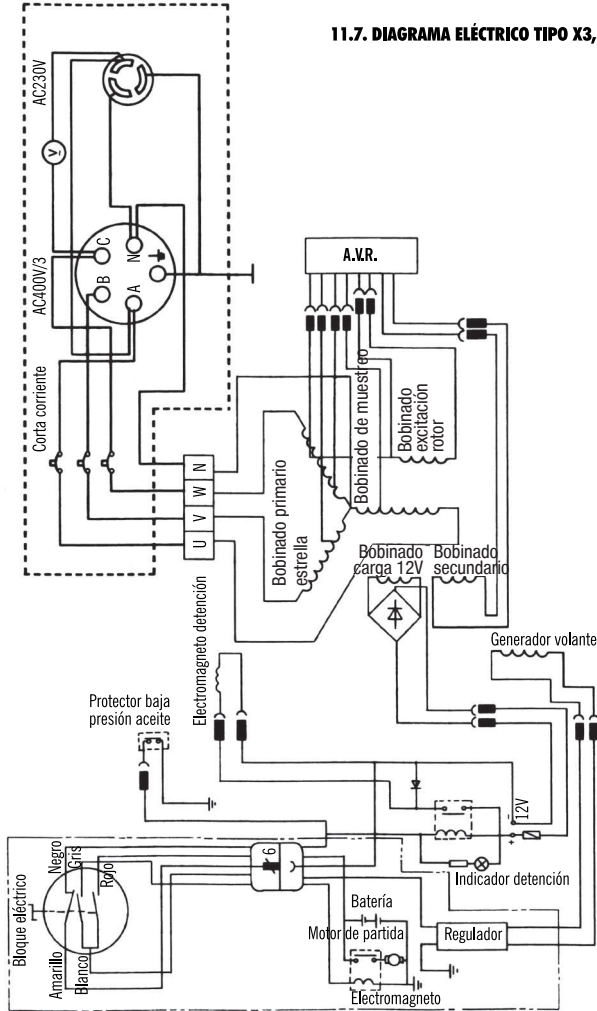 11.7. DIAGRAMA ELÉCTRICO TIPO X3,
AC230V
V
AC400V/3
C
B
N
A
Corta corriente
A.V.R.
U
V
W
N
Bobinado primario
estrella
Bobinado de muestreo
Bobinado
excitación
rotor
Bobinado
carga 12V
Bobinado
secundario
Electromagneto detención
Generador volante
Protector baja
presión aceite
- 12V +
Indicador detención
Bloque eléctrico
Negro
Gris
Rojo
Amarillo
Blanco
6
Batería
Motor de partida
Electromagneto
Regulador